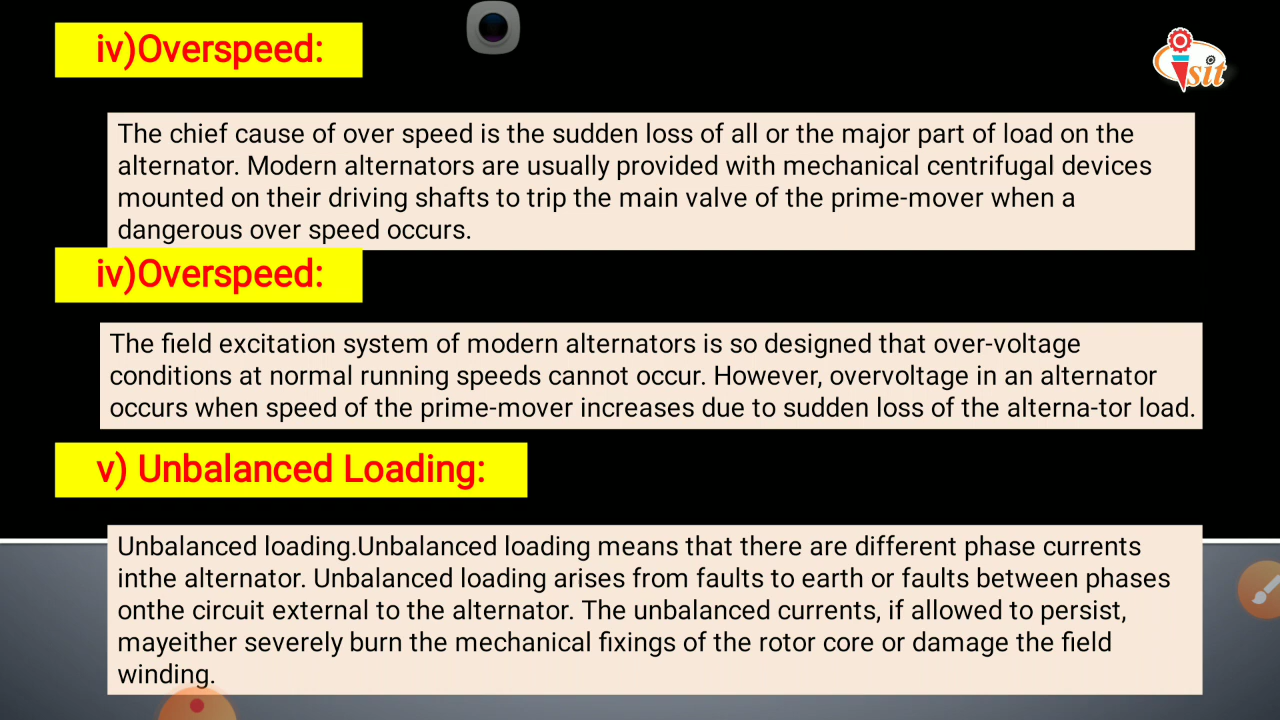 iv)Overspeed:
sit
The chief cause of over speed is the sudden loss of all or the major part of load on the
alternator. Modern alternators are usually provided with mechanical centrifugal devices
mounted on their driving shafts to trip the main valve of the prime-mover when a
dangerous over speed occurs.
iv)Overspeed:
The field excitation system of modern alternators is so designed that over-voltage
conditions at normal running speeds cannot occur. However, overvoltage in an alternator
occurs when speed of the prime-mover increases due to sudden loss of the alterna-tor load.
v) Unbalanced Loading:
Unbalanced loading.Unbalanced loading means that there are different phase currents
inthe alternator. Unbalanced loading arises from faults to earth or faults between phases
onthe circuit external to the alternator. The unbalanced currents, if allowed to persist,
mayeither severely burn the mechanical fixings of the rotor core or damage the field
winding.